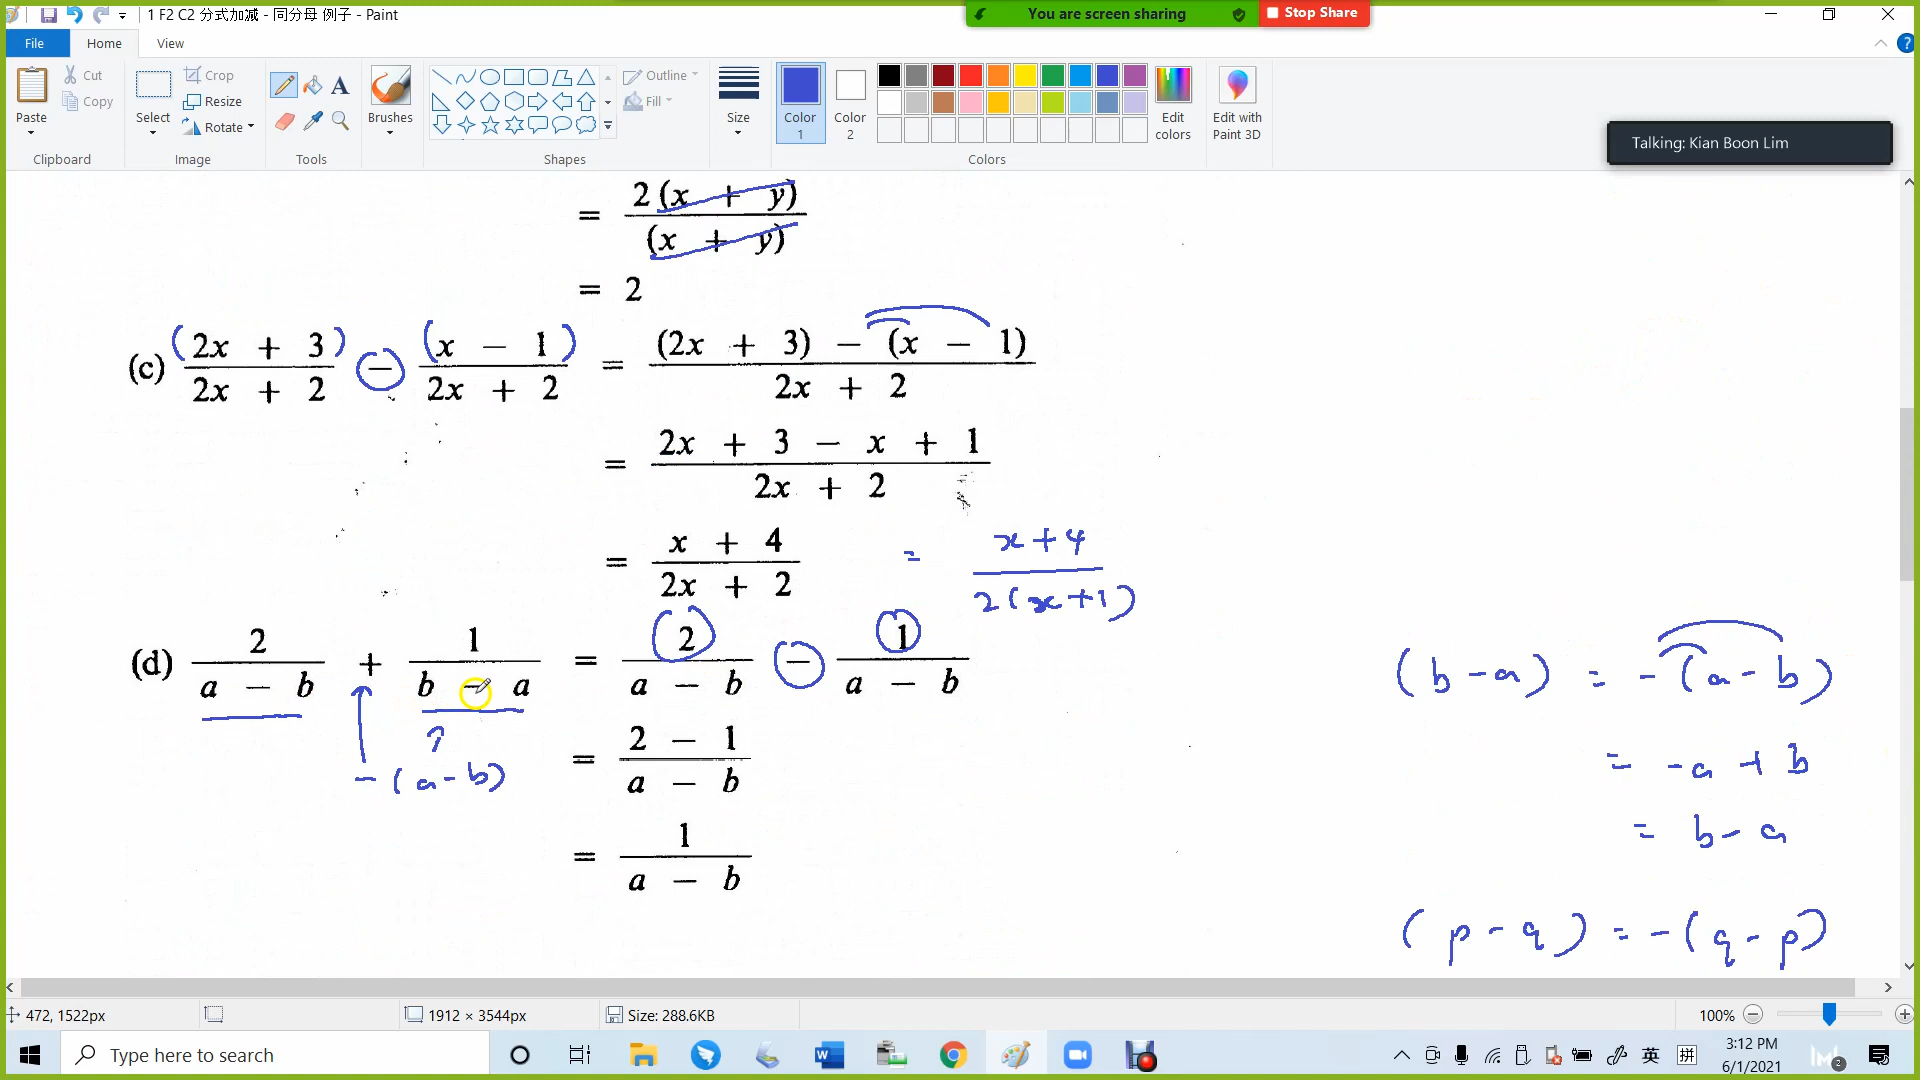 1 F2 C2 分式加减 - 同分母 例子 - Paint
You are screen sharing
Stop Share
File Home View
Paste
Cut
Copy
Clipboard
Select
Crop
Resize
Rotate
Image
Tools
Brushes
Outline
Fill
Shapes
Size
Color 1
Color 2
Edit colors
Edit with Paint 3D
Colors
Talking: Kian Boon Lim
= 2(x + y) / (x + y)
= 2
(c) (2x + 3) / 2x + 2 − (x − 1) / 2x + 2 = (2x + 3) − (x − 1) / 2x + 2
= 2x + 3 − x + 1 / 2x + 2
= x + 4 / 2x + 2 = x + 4 / 2(x + 1)
(d) 2 / a − b + 1 / b − a = 2 / a − b − 1 / a − b
−(a − b)
= 2 − 1 / a − b
= 1 / a − b
(b − a) = −(a − b)
= −a + b
= b − a
(p − q) = −(q − p)
472, 1522px
1912 × 3544px
Size: 288.6KB
100%
Type here to search
英
拼
3:12 PM
6/1/2021
2